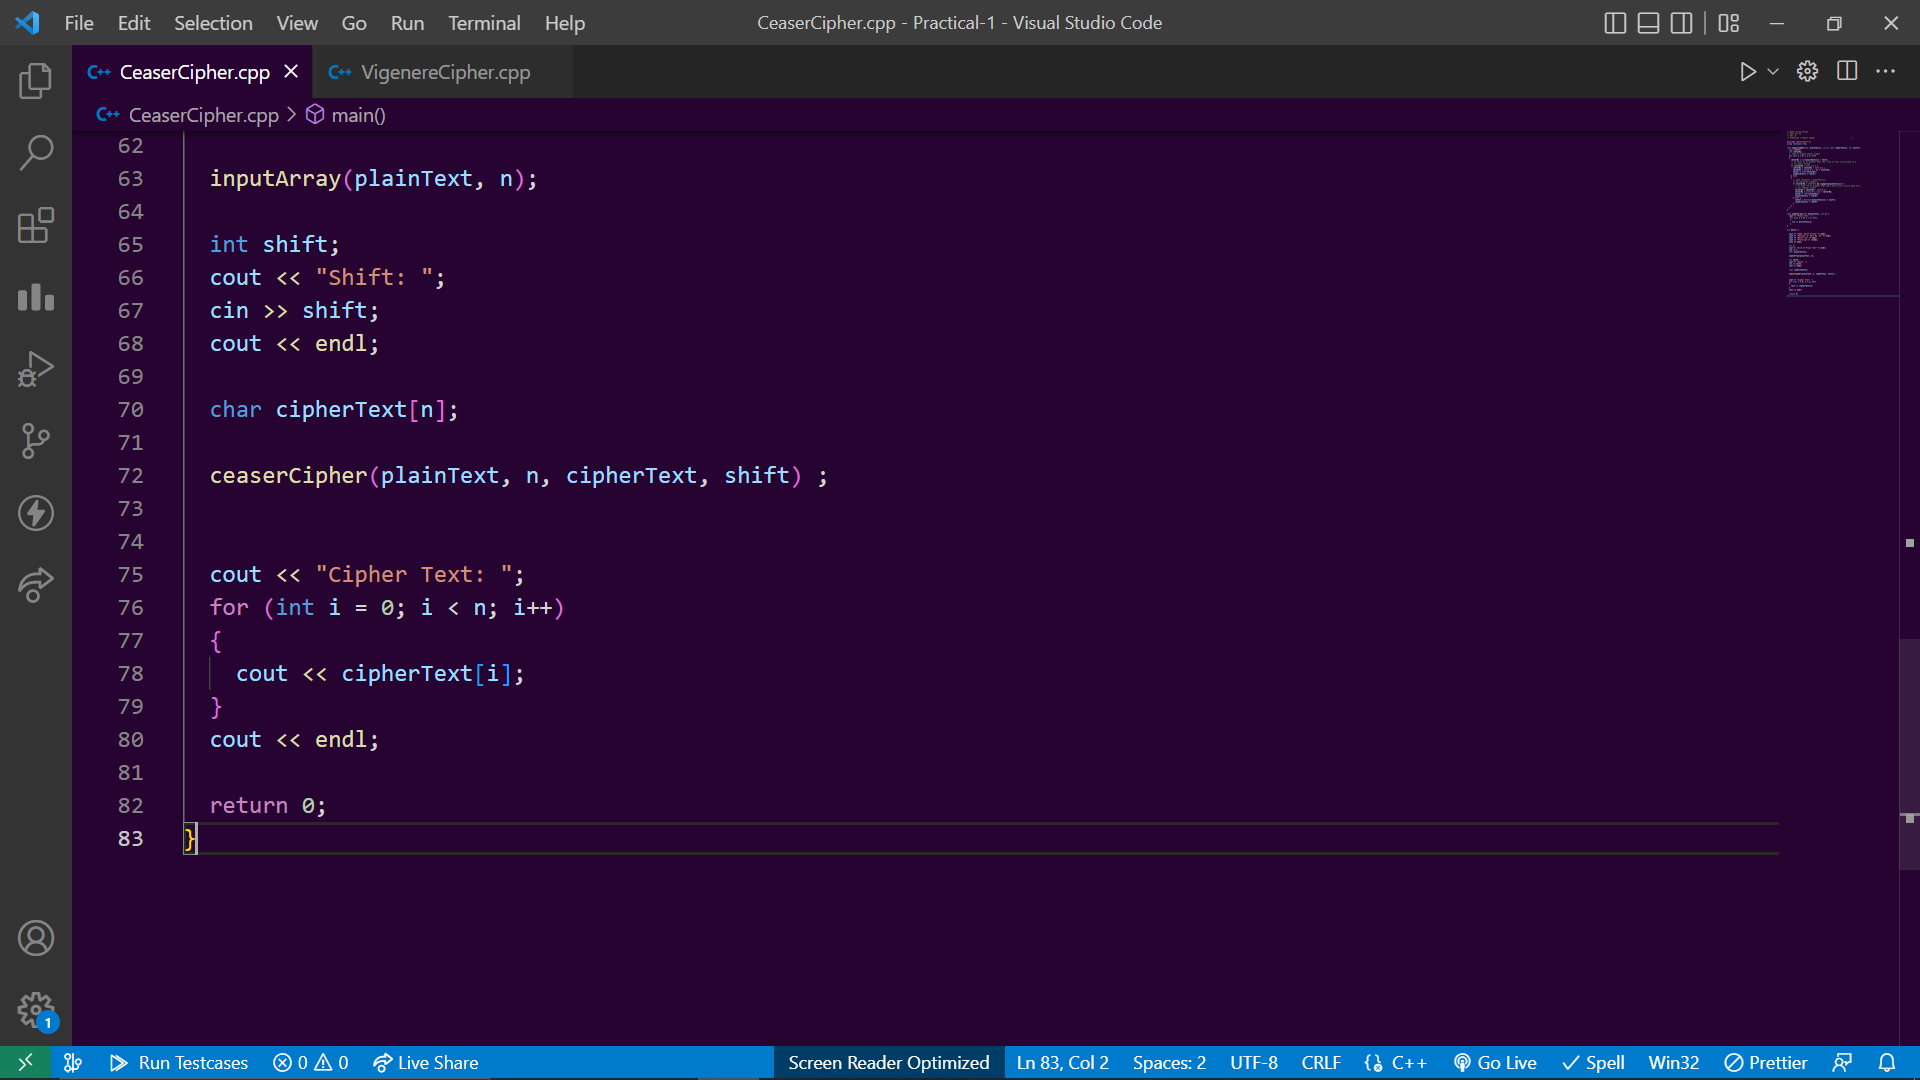 File Edit Selection View Go Run Terminal Help CeaserCipher.cpp - Practical-1 - Visual Studio Code
C++ CeaserCipher.cpp C++ VigenereCipher.cpp
C++ CeaserCipher.cpp > main()
62
63 inputArray(plainText, n);
64
65 int shift;
66 cout << "Shift: ";
67 cin >> shift;
68 cout << endl;
69
70 char cipherText[n];
71
72 ceaserCipher(plainText, n, cipherText, shift) ;
73
74
75 cout << "Cipher Text: ";
76 for (int i = 0; i < n; i++)
77 {
78 cout << cipherText[i];
79 }
80 cout << endl;
81
82 return 0;
83 }
1
Run Testcases 0 0 Live Share Screen Reader Optimized Ln 83, Col 2 Spaces: 2 UTF-8 CRLF C++ Go Live Spell Win32 Prettier